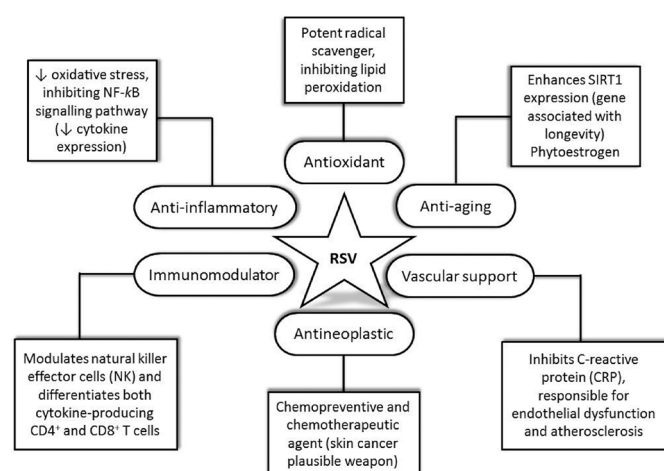 Potent radical
scavenger,
inhibiting lipid
peroxidation
↓ oxidative stress,
inhibiting NF-kB
signalling pathway
(↓ cytokine
expression)
Enhances SIRT1
expression (gene
associated with
longevity)
Phytoestrogen
Antioxidant
Anti-inflammatory
Anti-aging
RSV
Immunomodulator
Vascular support
Antineoplastic
Modulates natural killer
effector cells (NK) and
differentiates both
cytokine-producing
CD4⁺ and CD8⁺ T cells
Chemopreventive and
chemotherapeutic
agent (skin cancer
plausible weapon)
Inhibits C-reactive
protein (CRP),
responsible for
endothelial dysfunction
and atherosclerosis